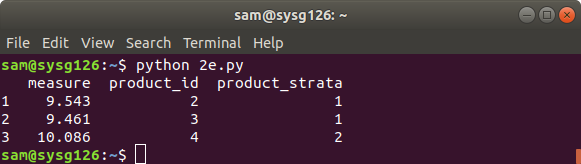 sam@sysg126: ~
File Edit View Search Terminal Help
sam@sysg126:~$ python 2e.py
   measure  product_id  product_strata
1    9.543           2               1
2    9.461           3               1
3   10.086           4               2
sam@sysg126:~$